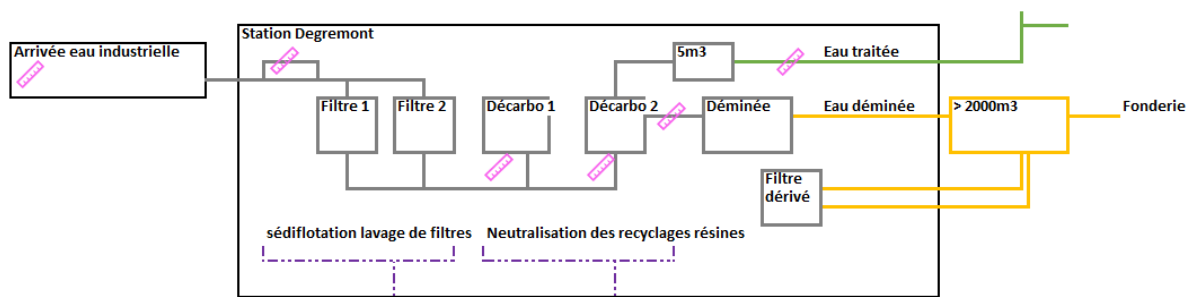 Station Degremont
Arrivée eau industrielle
5m3
Eau traitée
Filtre 1
Filtre 2
Décarbo 1
Décarbo 2
Déminée
Eau déminée
> 2000m3
Fonderie
Filtre
dérivé
sédiflotation lavage de filtres
Neutralisation des recyclages résines